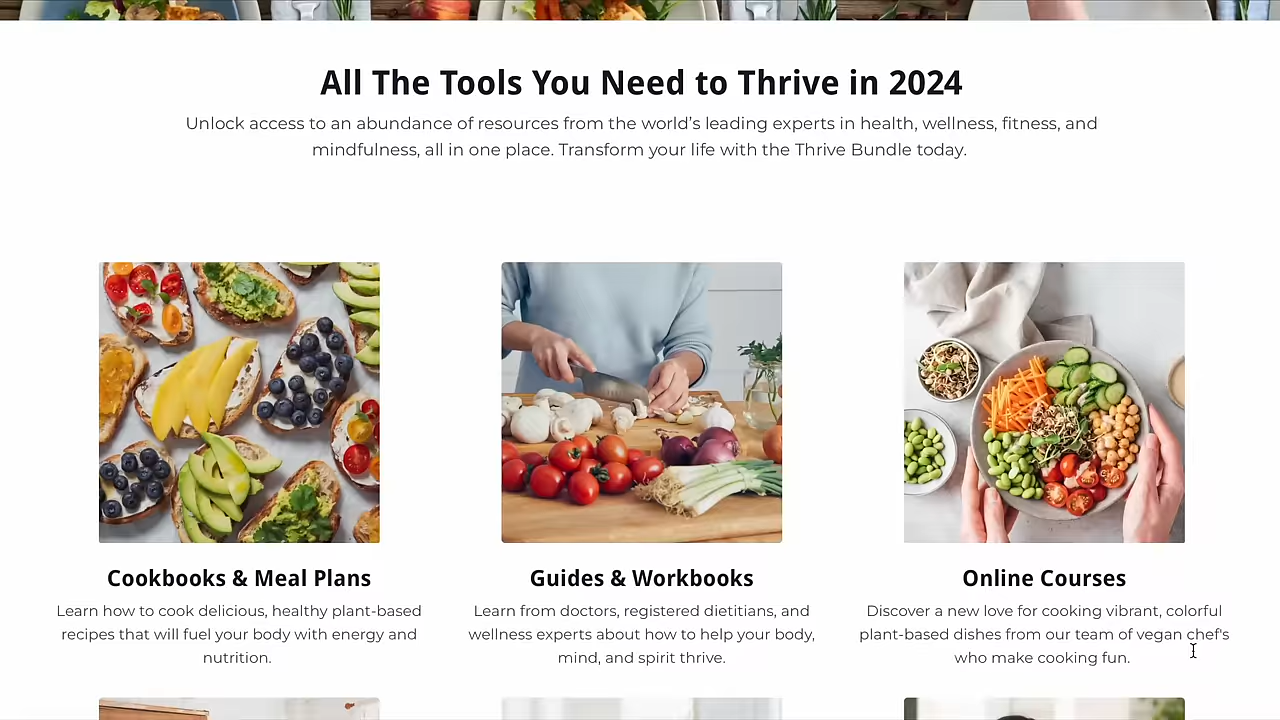 All The Tools You Need to Thrive in 2024
Unlock access to an abundance of resources from the world’s leading experts in health, wellness, fitness, and
mindfulness, all in one place. Transform your life with the Thrive Bundle today.
Cookbooks & Meal Plans
Learn how to cook delicious, healthy plant-based
recipes that will fuel your body with energy and
nutrition.
Guides & Workbooks
Learn from doctors, registered dietitians, and
wellness experts about how to help your body,
mind, and spirit thrive.
Online Courses
Discover a new love for cooking vibrant, colorful
plant-based dishes from our team of vegan chef's
who make cooking fun.